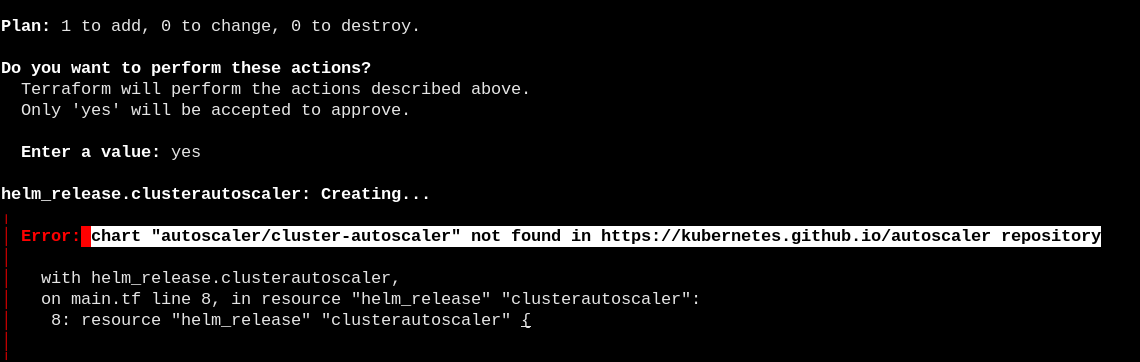 Plan: 1 to add, 0 to change, 0 to destroy.
Do you want to perform these actions?
Terraform will perform the actions described above.
Only 'yes' will be accepted to approve.
Enter a value: yes
helm_release.clusterautoscaler: Creating...
Error: chart "autoscaler/cluster-autoscaler" not found in https://kubernetes.github.io/autoscaler repository
with helm_release.clusterautoscaler,
on main.tf line 8, in resource "helm_release" "clusterautoscaler":
8: resource "helm_release" "clusterautoscaler" {